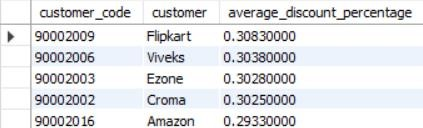 customer_code customer average_discount_percentage
90002009 Flipkart 0.30830000
90002006 Viveks 0.30380000
90002003 Ezone 0.30280000
90002002 Croma 0.30250000
90002016 Amazon 0.29330000